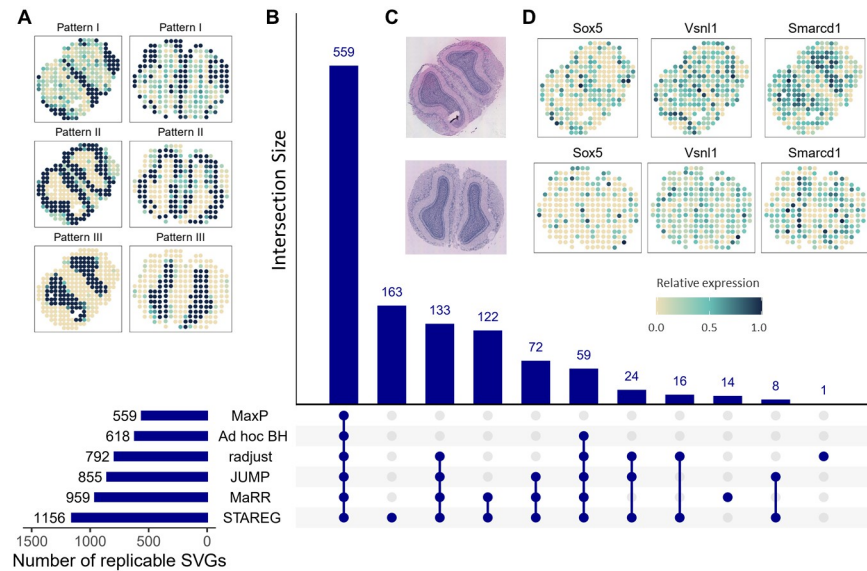 A
B
C
D
Pattern I
Pattern I
Pattern II
Pattern II
Pattern III
Pattern III
Sox5
Vsnl1
Smarcd1
Sox5
Vsnl1
Smarcd1
Relative expression
0.0
0.5
1.0
Intersection Size
559
163
133
122
72
59
24
16
14
8
1
559
MaxP
618
Ad hoc BH
792
radjust
855
JUMP
959
MaRR
1156
STAREG
1500
1000
500
0
Number of replicable SVGs